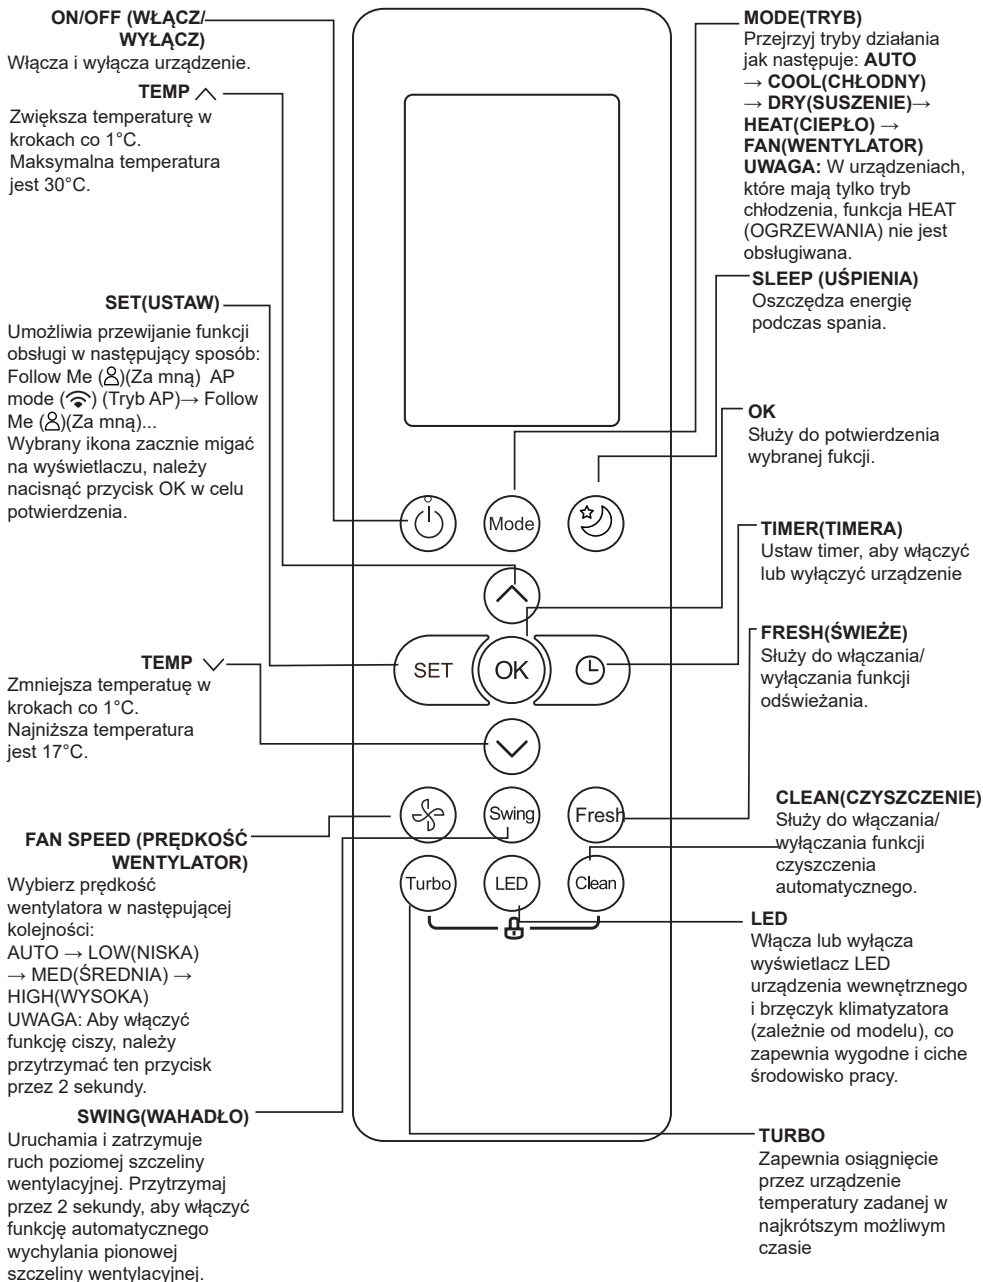 ON/OFF (WŁĄCZ/
WYŁĄCZ)
Włącza i wyłącza urządzenie.
TEMP
Zwiększa temperaturę w
krokach co 1°C.
Maksymalna temperatura
jest 30°C.
SET(USTAW)
Umożliwia przewijanie funkcji
obsługi w następujący sposób:
Follow Me ( )(Za mną)  AP
mode ( ) (Tryb AP)→ Follow
Me ( )(Za mną)...
Wybrany ikona zacznie migać
na wyświetlaczu, należy
nacisnąć przycisk OK w celu
potwierdzenia.
TEMP
Zmniejsza temperatuę w
krokach co 1°C.
Najniższa temperatura
jest 17°C.
FAN SPEED (PRĘDKOŚĆ
WENTYLATOR)
Wybierz prędkość
wentylatora w następującej
kolejności:
AUTO → LOW(NISKA)
→ MED(ŚREDNIA) →
HIGH(WYSOKA)
UWAGA: Aby włączyć
funkcję ciszy, należy
przytrzymać ten przycisk
przez 2 sekundy.
SWING(WAHADŁO)
Uruchamia i zatrzymuje
ruch poziomej szczeliny
wentylacyjnej. Przytrzymaj
przez 2 sekundy, aby włączyć
funkcję automatycznego
wychylania pionowej
szczeliny wentylacyjnej.
Mode
SET
OK
Swing
Fresh
Turbo
LED
Clean
MODE(TRYB)
Przejrzyj tryby działania
jak następuje: AUTO
→ COOL(CHŁODNY)
→ DRY(SUSZENIE)→
HEAT(CIEPŁO) →
FAN(WENTYLATOR)
UWAGA: W urządzeniach,
które mają tylko tryb
chłodzenia, funkcja HEAT
(OGRZEWANIA) nie jest
obsługiwana.
SLEEP (UŚPIENIA)
Oszczędza energię
podczas spania.
OK
Służy do potwierdzenia
wybranej fukcji.
TIMER(TIMERA)
Ustaw timer, aby włączyć
lub wyłączyć urządzenie
FRESH(ŚWIEŻE)
Służy do włączania/
wyłączania funkcji
odświeżania.
CLEAN(CZYSZCZENIE)
Służy do włączania/
wyłączania funkcji
czyszczenia
automatycznego.
LED
Włącza lub wyłącza
wyświetlacz LED
urządzenia wewnętrznego
i brzęczyk klimatyzatora
(zależnie od modelu), co
zapewnia wygodne i ciche
środowisko pracy.
TURBO
Zapewnia osiągnięcie
przez urządzenie
temperatury zadanej w
najkrótszym możliwym
czasie